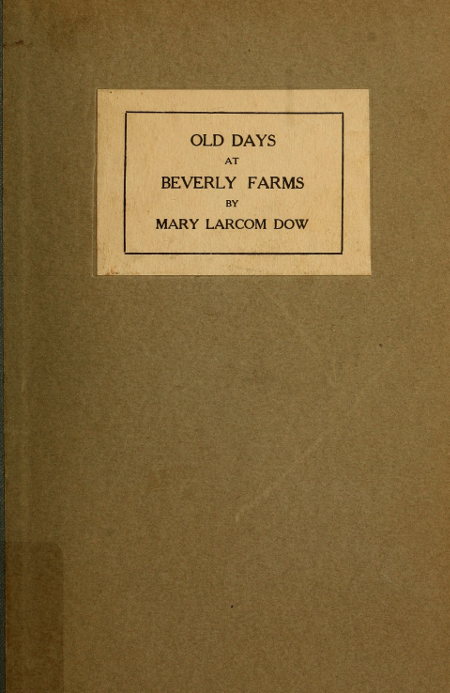 OLD DAYS
AT
BEVERLY FARMS
BY
MARY LARCOM DOW